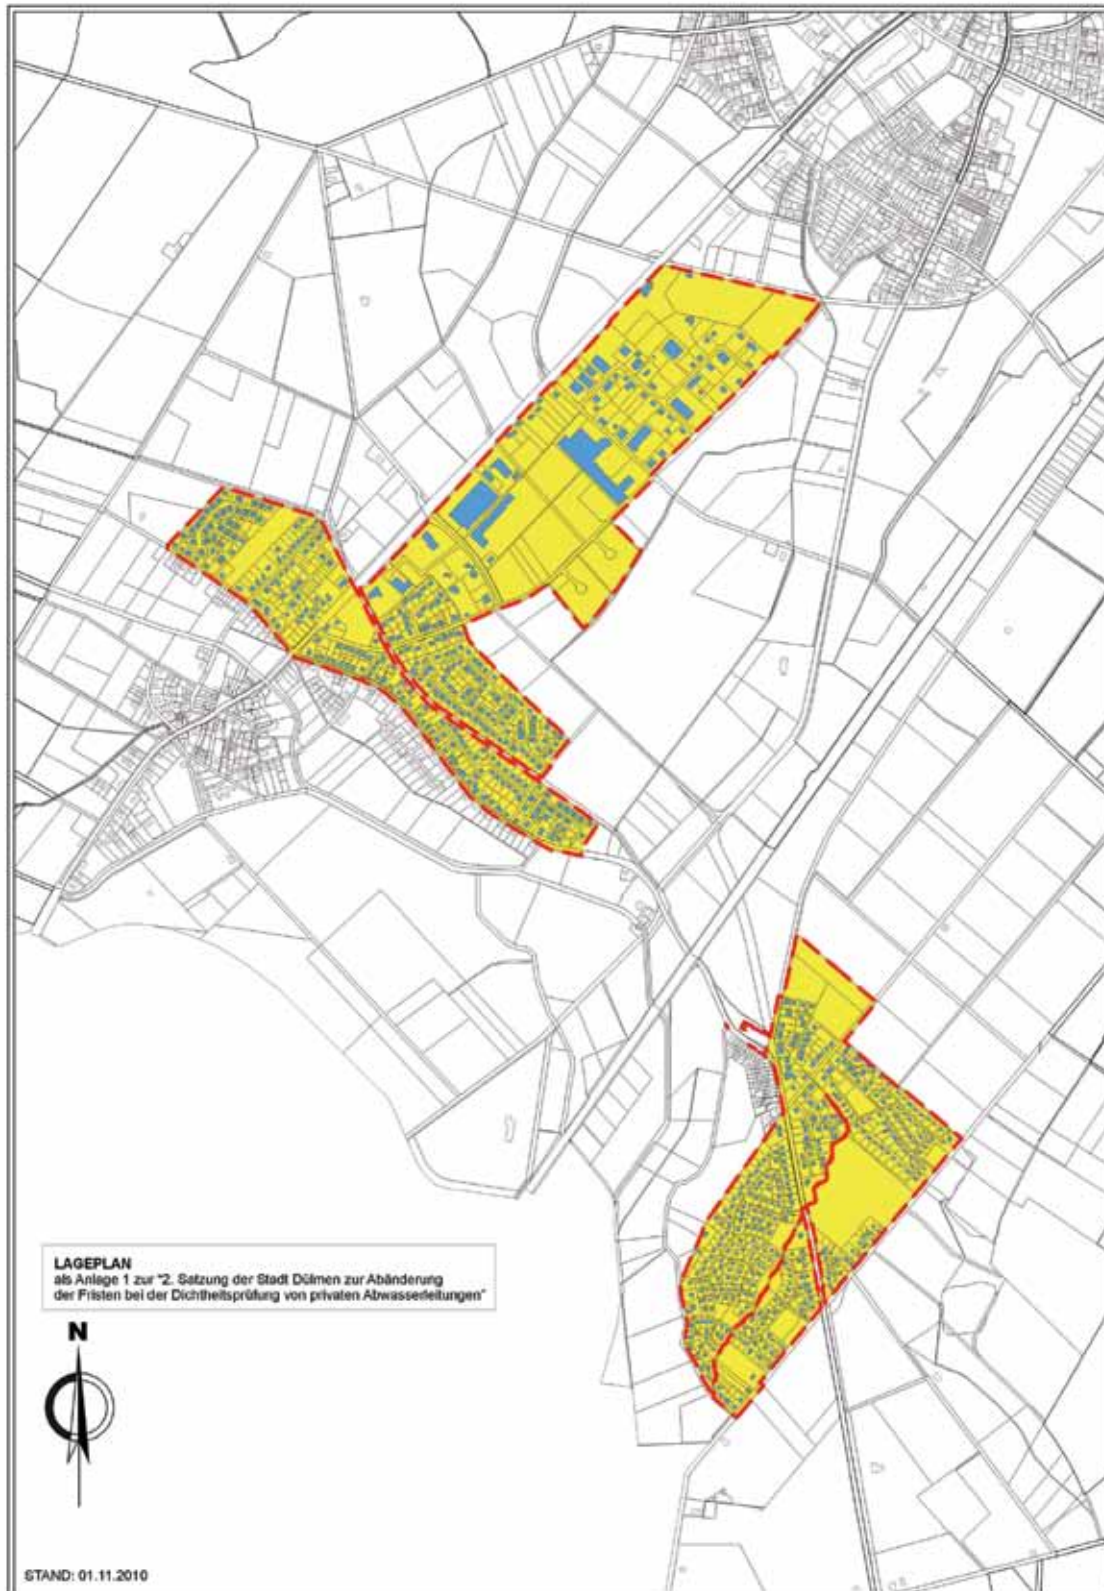 LAGEPLAN
als Anlage 1 zur "2. Satzung der Stadt Dülmen zur Abänderung
der Fristen bei der Dichtheitsprüfung von privaten Abwasserleitungen"
N
STAND: 01.11.2010